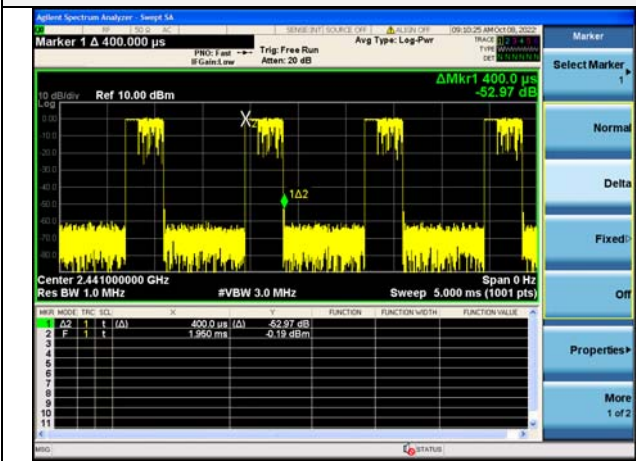 Agilent Spectrum Analyzer - Swept SA
RF 50 Ω AC SENSE:INT SOURCE OFF ALIGN OFF 09:10:25 AM Oct 08, 2022
Marker 1 Δ 400.000 µs
Avg Type: Log-Pwr
TRACE 1 2 3 4 5 6
TYPE
DET N N N N N N
PNO: Fast
IFGain:Low
Trig: Free Run
Atten: 20 dB
ΔMkr1 400.0 µs
-52.97 dB
10 dB/div
Log
Ref 10.00 dBm
0.00
-10.0
-20.0
-30.0
-40.0
-50.0
-60.0
-70.0
-80.0
X2
1Δ2
Center 2.441000000 GHz
Span 0 Hz
Res BW 1.0 MHz
#VBW 3.0 MHz
Sweep 5.000 ms (1001 pts)
MKR MODE TRC SCL X Y FUNCTION FUNCTION WIDTH FUNCTION VALUE
1 Δ2 1 t (Δ) 400.0 µs (Δ) -52.97 dB
2 F 1 t 1.950 ms -0.19 dBm
3
4
5
6
7
8
9
10
11
MSG
STATUS
Marker
Select Marker
1
Normal
Delta
Fixed
Off
Properties
More
1 of 2